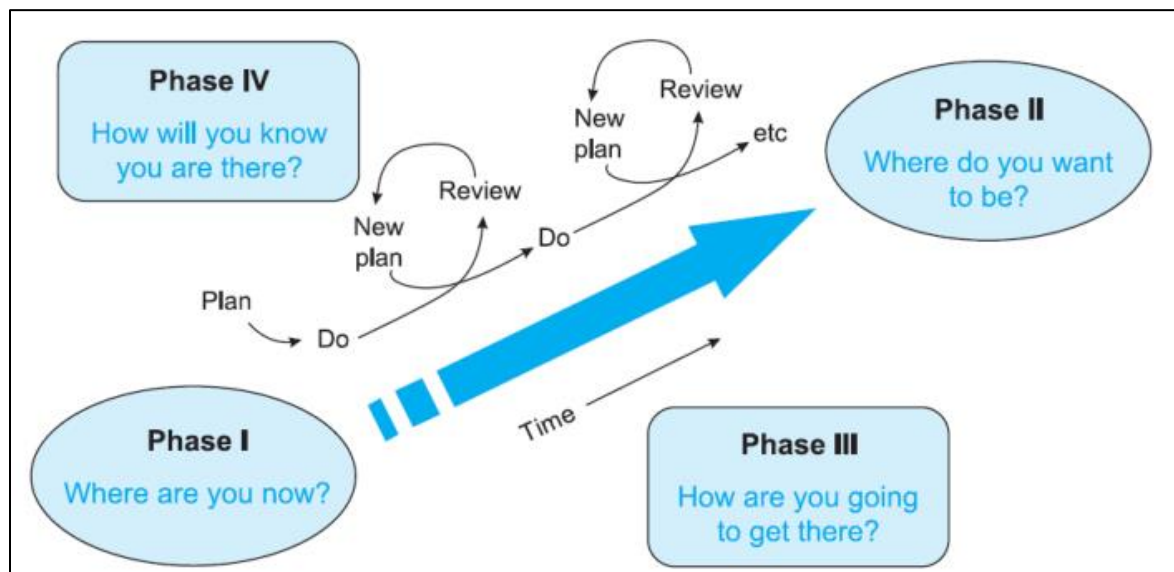 Phase IV
How will you know
you are there?
Review
New
plan
etc
Phase II
Where do you want
to be?
Review
New
plan
Do
Plan
Do
Time
Phase I
Where are you now?
Phase III
How are you going
to get there?